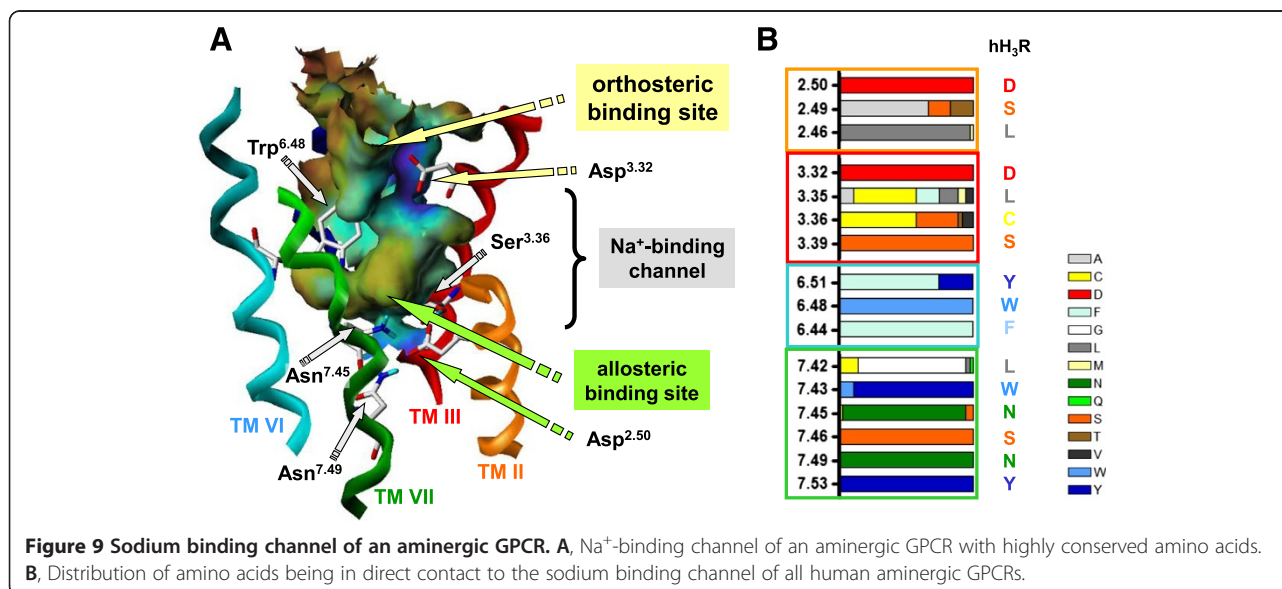 A
orthosteric
binding site
Trp6.48
Asp3.32
Ser3.36
Na+-binding
channel
Asn7.45
allosteric
binding site
TM VI
TM III
Asp2.50
Asn7.49
TM II
TM VII
B
hH3R
2.50 D
2.49 S
2.46 L
3.32 D
3.35 L
3.36 C
3.39 S
6.51 Y
6.48 W
6.44 F
7.42 L
7.43 W
7.45 N
7.46 S
7.49 N
7.53 Y
A
C
D
F
G
L
M
N
Q
S
T
V
W
Y
Figure 9 Sodium binding channel of an aminergic GPCR. A, Na+-binding channel of an aminergic GPCR with highly conserved amino acids.
B, Distribution of amino acids being in direct contact to the sodium binding channel of all human aminergic GPCRs.